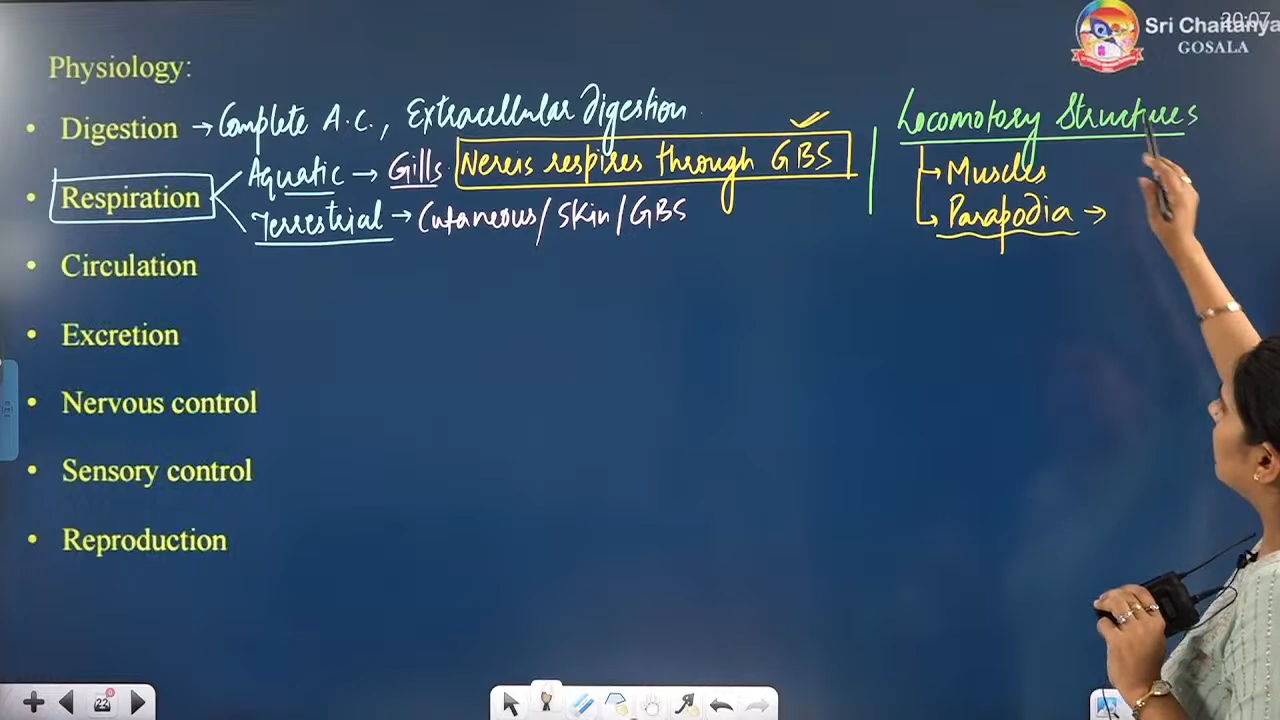 20:07
Sri Chaitanya
GOSALA
Physiology:
• Digestion → Complete A.C., Extracellular digestion
• Respiration
Aquatic → Gills Nereis respires through GBS
Terrestrial → Cutaneous/Skin/GBS
• Circulation
• Excretion
• Nervous control
• Sensory control
• Reproduction
Locomotory Structures
→ Muscles
→ Parapodia →
22